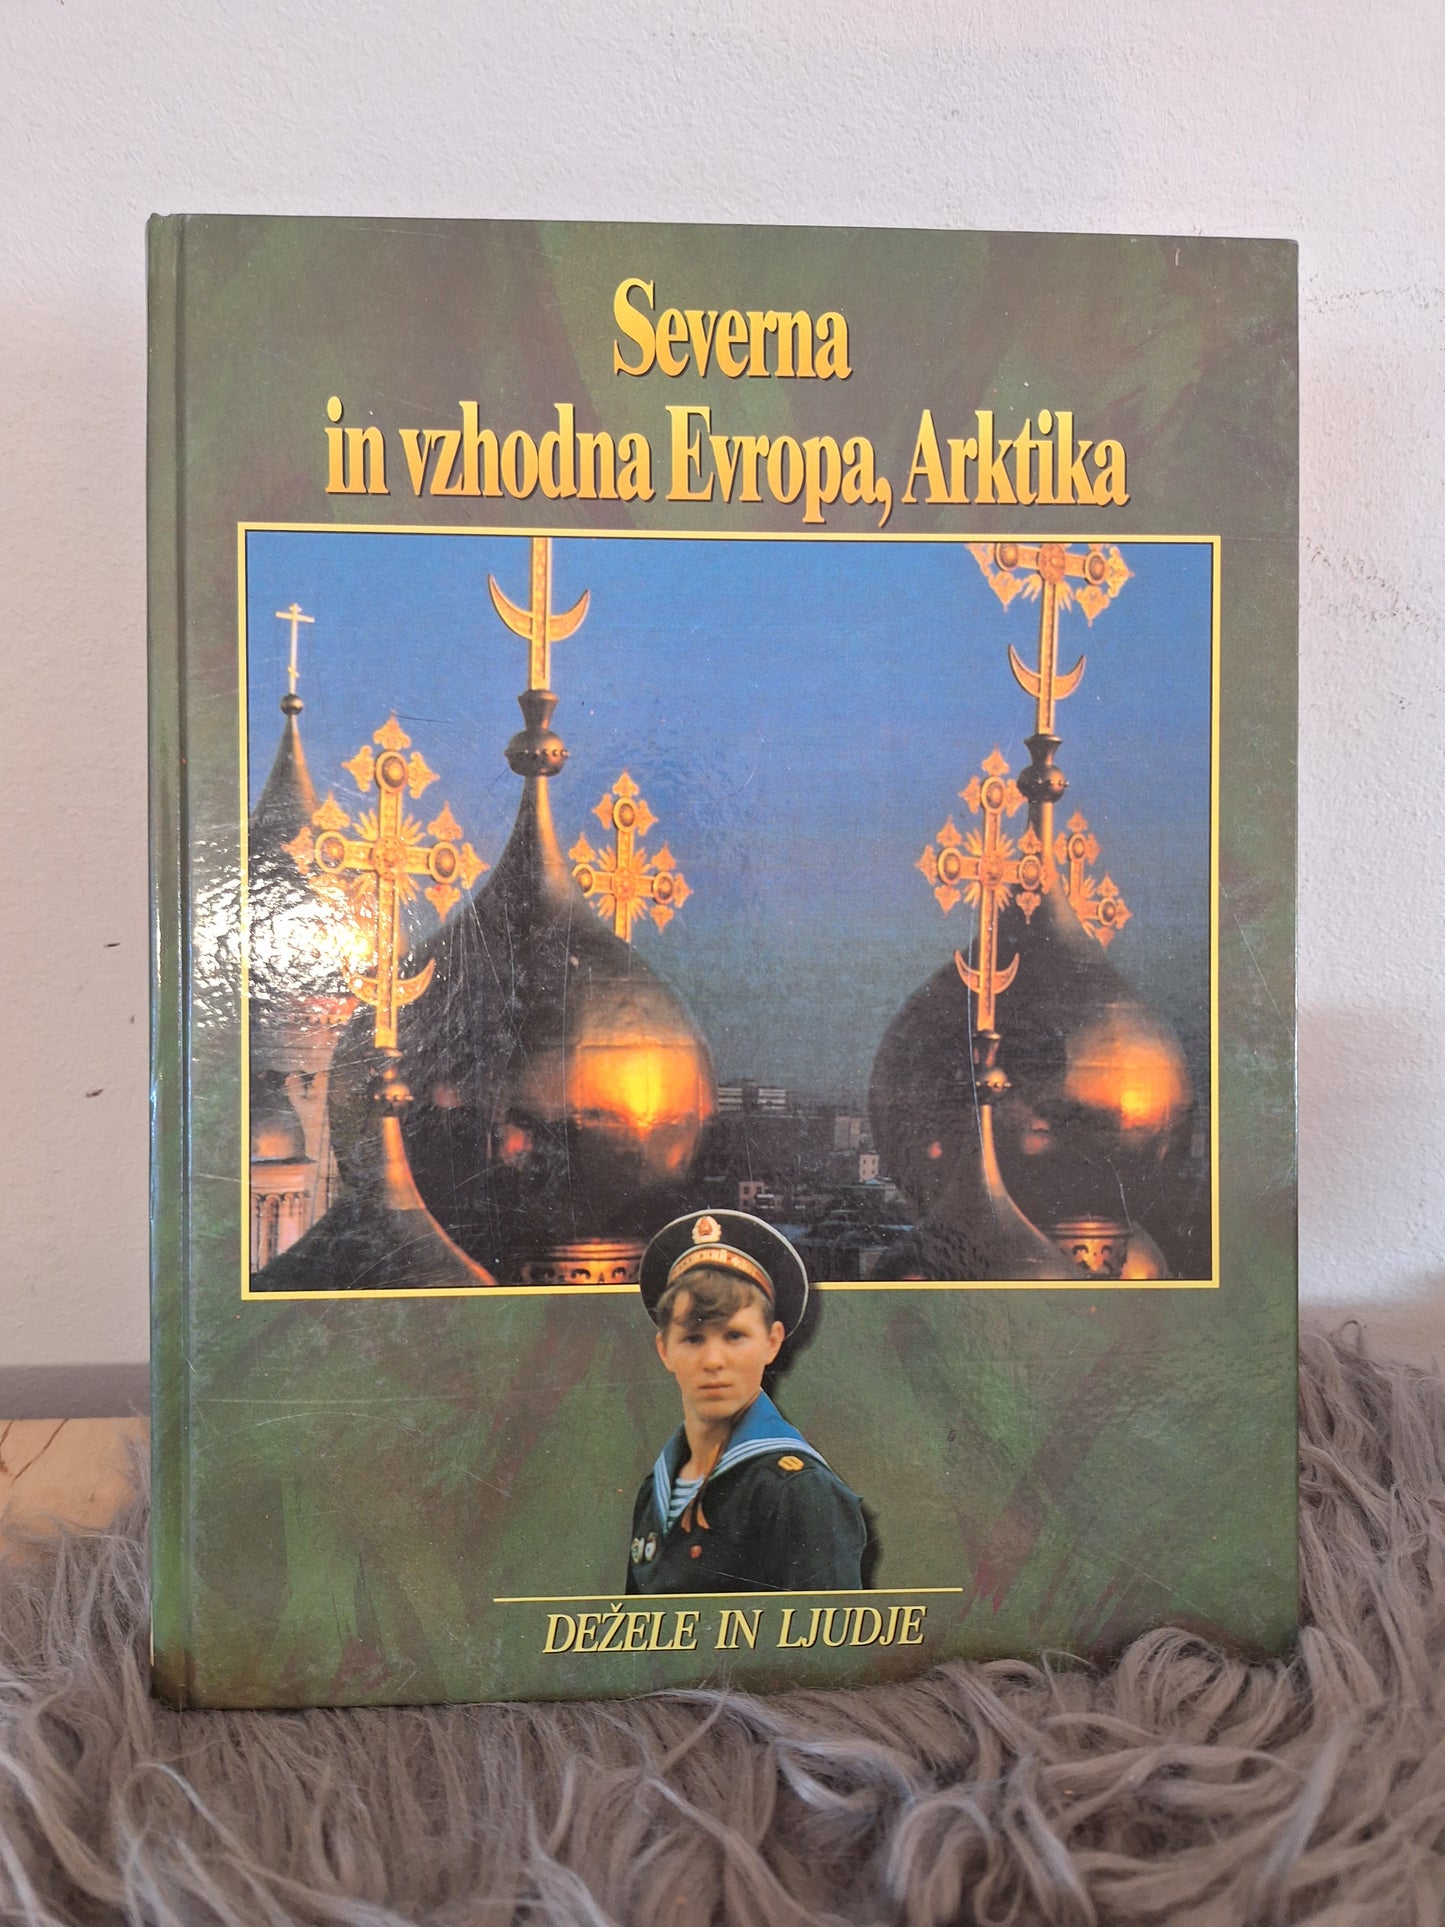 Severna
in vzhodna Evropa, Arktika
DEŽELE IN LJUDJE